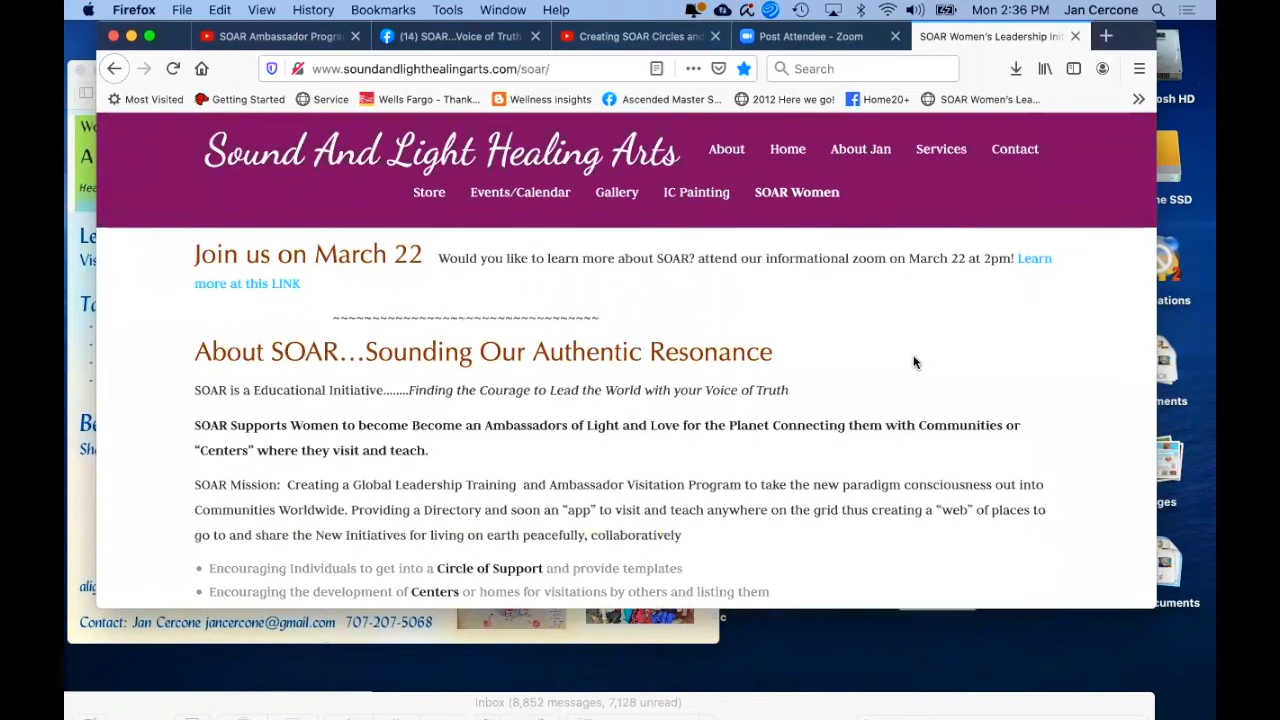 Firefox File Edit View History Bookmarks Tools Window Help Mon 2:36 PM Jan Cercone
SOAR Ambassador Progra
(14) SOAR...Voice of Truth
Creating SOAR Circles and
Post Attendee - Zoom
SOAR Women's Leadership Init
www.soundandlighthealingarts.com/soar/
Search
Most Visited Getting Started Service Wells Fargo - Thank... Wellness insights Ascended Master S... 2012 Here we go! Home20+ SOAR Women's Lea...
Sound And Light Healing Arts
About Home About Jan Services Contact
Store Events/Calendar Gallery IC Painting SOAR Women
Join us on March 22 Would you like to learn more about SOAR? attend our informational zoom on March 22 at 2pm! Learn
more at this LINK
~~~~~~~~~~~~~~~~~~~~~~~~~~~~~~~~~
About SOAR...Sounding Our Authentic Resonance
SOAR is a Educational Initiative........Finding the Courage to Lead the World with your Voice of Truth
SOAR Supports Women to become Become an Ambassadors of Light and Love for the Planet Connecting them with Communities or
"Centers" where they visit and teach.
SOAR Mission: Creating a Global Leadership Training and Ambassador Visitation Program to take the new paradigm consciousness out into
Communities Worldwide. Providing a Directory and soon an "app" to visit and teach anywhere on the grid thus creating a "web" of places to
go to and share the New Initiatives for living on earth peacefully, collaboratively
• Encouraging Individuals to get into a Circle of Support and provide templates
• Encouraging the development of Centers or homes for visitations by others and listing them
Contact: Jan Cercone jancercone@gmail.com 707-207-5068
Inbox (8,852 messages, 7,128 unread)
osh HD
e SSD
ations
ments
ges
cuments